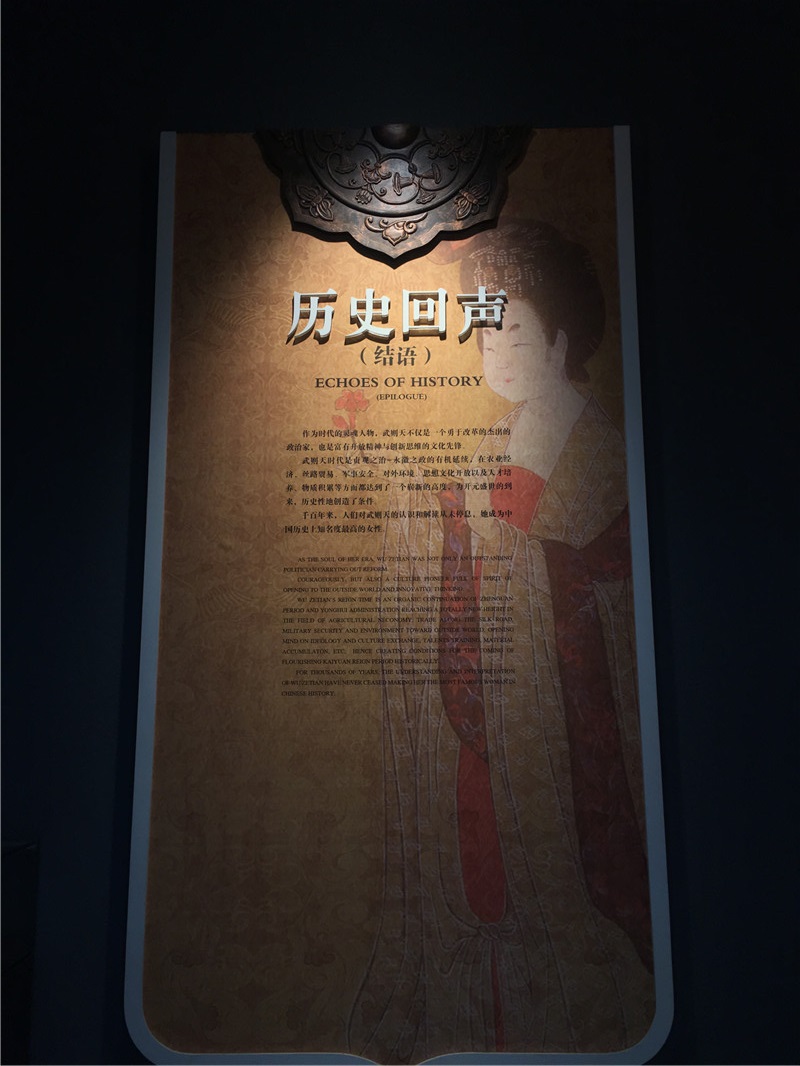 历史回声
（结语）
ECHOES OF HISTORY
(EPILOGUE)
作为时代的灵魂人物，武则天不仅是一个勇于改革的杰出的
政治家，也是富有开放精神与创新思维的文化先锋。
武则天时代是贞观之治-永徽之政的有机延续，在农业经
济、丝路贸易、军事安全、对外环境、思想文化开放以及人才培
养、物质积累等方面都达到了一个崭新的高度，为开元盛世的到
来，历史性地创造了条件。
千百年来，人们对武则天的认识和解读从未停息，她成为中
国历史上知名度最高的女性。
AS THE SOUL OF HER ERA, WU ZETIAN WAS NOT ONLY AN OUTSTANDING
POLITICIAN CARRYING OUT REFORM
COURAGEOUSLY, BUT ALSO A CULTURE PIONEER FULL OF SPIRIT OF
OPENING TO THE OUTSIDE WORLD AND INNOVATIVE THINKING.
WU ZETIAN'S REIGN TIME IS AN ORGANIC CONTINUATION OF ZHENGUAN
PERIOD AND YONGHUI ADMINISTRATION REACHING A TOTALLY NEW HEIGHT IN
THE FIELD OF AGRICULTURAL ECONOMY, TRADE ALONG THE SILK ROAD,
MILITARY SECURITY AND ENVIRONMENT TOWARD OUTSIDE WORLD, OPENING
MIND ON IDEOLOGY AND CULTURE EXCHANGE, TALENTS TRAINING, MATERIAL
ACCUMULATON, ETC. HENCE CREATING CONDITIONS FOR THE COMING OF
FLOURISHING KAIYUAN REIGN PERIOD HISTORICALLY.
FOR THOUSANDS OF YEARS, THE UNDERSTANDING AND INTERPRETATION
OF WU ZETIAN HAVE NEVER CEASED MAKING HER THE MOST FAMOUS WOMAN IN
CHINESE HISTORY.